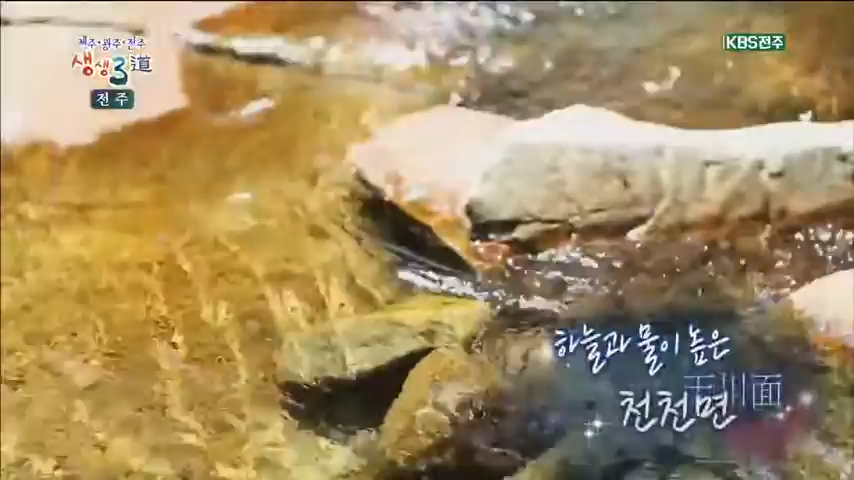 제주·광주·전주
생생3道
전주
KBS전주
하늘과 물이 높은
천천면
川面